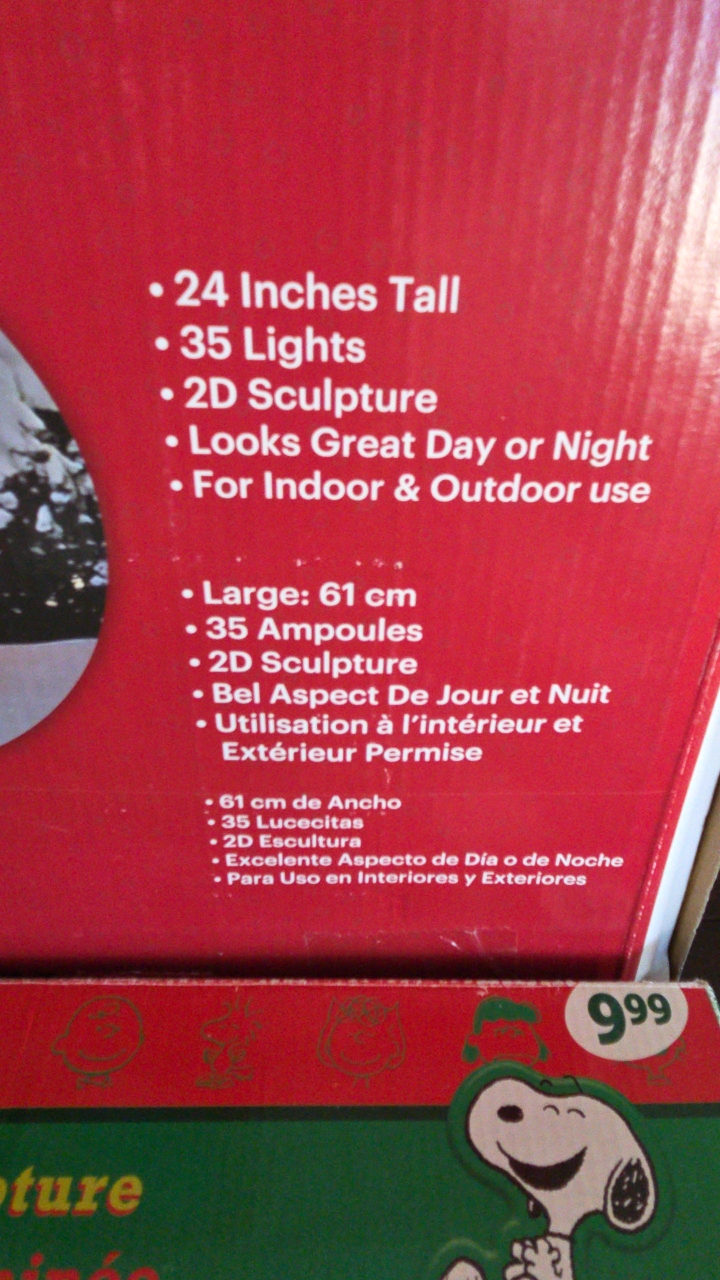 • 24 Inches Tall
• 35 Lights
• 2D Sculpture
• Looks Great Day or Night
• For Indoor & Outdoor use
• Large: 61 cm
• 35 Ampoules
• 2D Sculpture
• Bel Aspect De Jour et Nuit
• Utilisation à l'intérieur et
Extérieur Permise
• 61 cm de Ancho
• 35 Lucecitas
• 2D Escultura
• Excelente Aspecto de Día o de Noche
• Para Uso en Interiores y Exteriores
999
pture